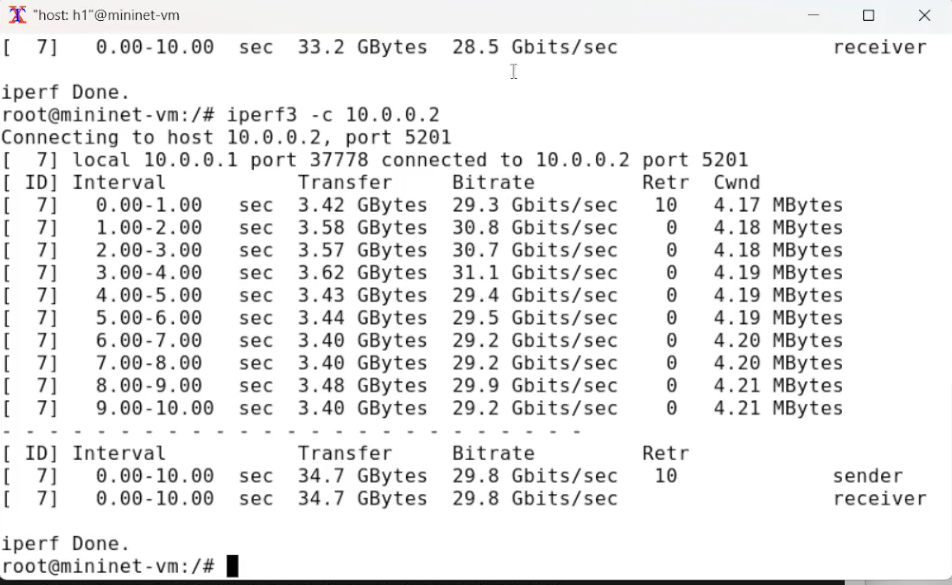 "host: h1"@mininet-vm
[  7]   0.00-10.00  sec  33.2 GBytes  28.5 Gbits/sec                  receiver
iperf Done.
root@mininet-vm:/# iperf3 -c 10.0.0.2
Connecting to host 10.0.0.2, port 5201
[  7] local 10.0.0.1 port 37778 connected to 10.0.0.2 port 5201
[ ID] Interval           Transfer     Bitrate         Retr  Cwnd
[  7]   0.00-1.00   sec  3.42 GBytes  29.3 Gbits/sec   10   4.17 MBytes
[  7]   1.00-2.00   sec  3.58 GBytes  30.8 Gbits/sec    0   4.18 MBytes
[  7]   2.00-3.00   sec  3.57 GBytes  30.7 Gbits/sec    0   4.18 MBytes
[  7]   3.00-4.00   sec  3.62 GBytes  31.1 Gbits/sec    0   4.19 MBytes
[  7]   4.00-5.00   sec  3.43 GBytes  29.4 Gbits/sec    0   4.19 MBytes
[  7]   5.00-6.00   sec  3.44 GBytes  29.5 Gbits/sec    0   4.19 MBytes
[  7]   6.00-7.00   sec  3.40 GBytes  29.2 Gbits/sec    0   4.20 MBytes
[  7]   7.00-8.00   sec  3.40 GBytes  29.2 Gbits/sec    0   4.20 MBytes
[  7]   8.00-9.00   sec  3.48 GBytes  29.9 Gbits/sec    0   4.21 MBytes
[  7]   9.00-10.00  sec  3.40 GBytes  29.2 Gbits/sec    0   4.21 MBytes
- - - - - - - - - - - - - - - - - - - - - - - - -
[ ID] Interval           Transfer     Bitrate         Retr
[  7]   0.00-10.00  sec  34.7 GBytes  29.8 Gbits/sec   10             sender
[  7]   0.00-10.00  sec  34.7 GBytes  29.8 Gbits/sec                  receiver
iperf Done.
root@mininet-vm:/#